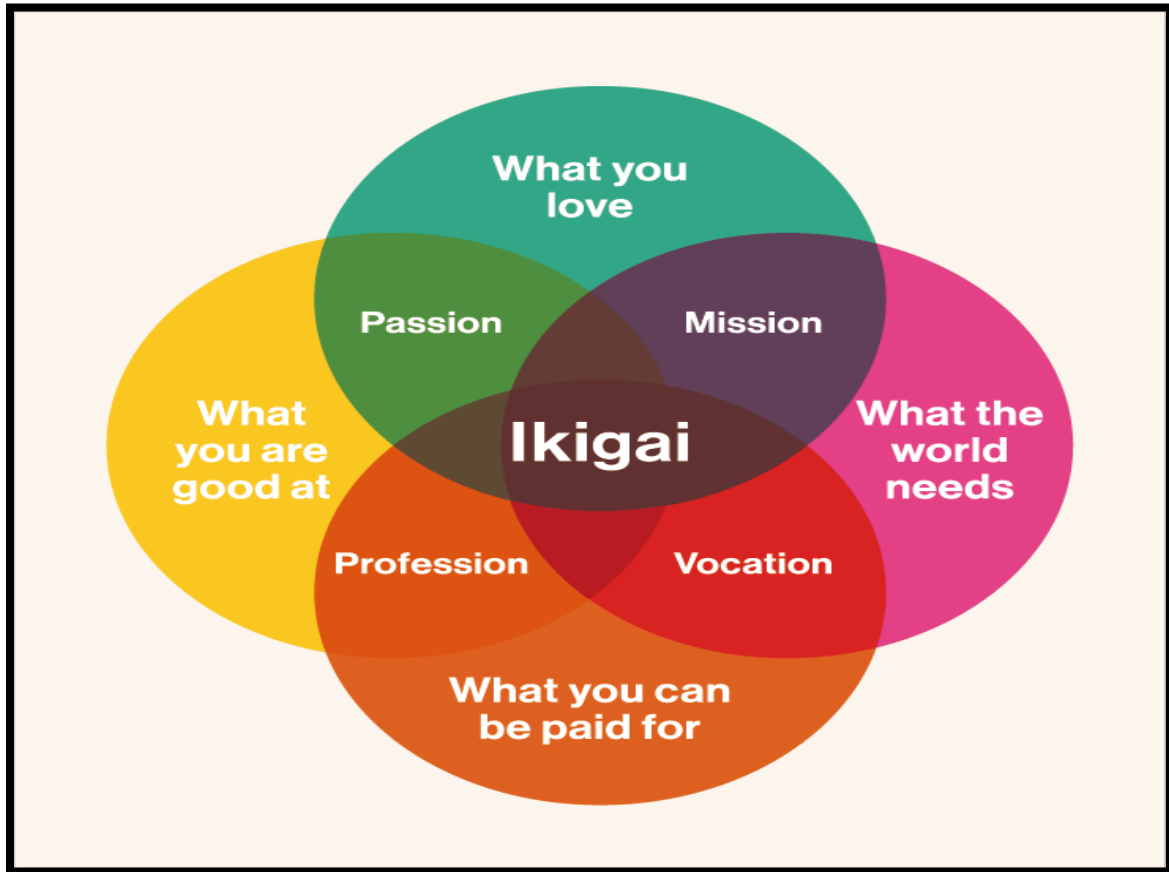 What you
love
Passion
Mission
What
you are
good at
Ikigai
What the
world
needs
Profession
Vocation
What you can
be paid for